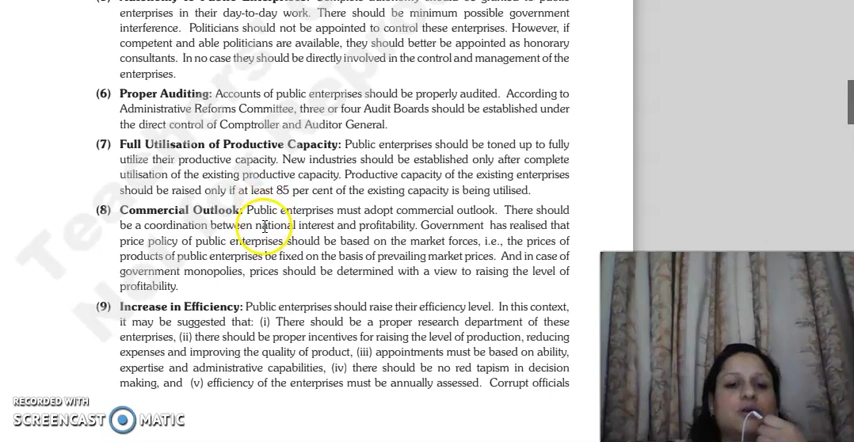 (5) Autonomy to Public Enterprises: Complete autonomy should be granted to public
enterprises in their day-to-day work. There should be minimum possible government
interference. Politicians should not be appointed to control these enterprises. However, if
competent and able politicians are available, they should better be appointed as honorary
consultants. In no case they should be directly involved in the control and management of the
enterprises.
(6) Proper Auditing: Accounts of public enterprises should be properly audited. According to
Administrative Reforms Committee, three or four Audit Boards should be established under
the direct control of Comptroller and Auditor General.
(7) Full Utilisation of Productive Capacity: Public enterprises should be toned up to fully
utilize their productive capacity. New industries should be established only after complete
utilisation of the existing productive capacity. Productive capacity of the existing enterprises
should be raised only if at least 85 per cent of the existing capacity is being utilised.
(8) Commercial Outlook: Public enterprises must adopt commercial outlook. There should
be a coordination between national interest and profitability. Government has realised that
price policy of public enterprises should be based on the market forces, i.e., the prices of
products of public enterprises be fixed on the basis of prevailing market prices. And in case of
government monopolies, prices should be determined with a view to raising the level of
profitability.
(9) Increase in Efficiency: Public enterprises should raise their efficiency level. In this context,
it may be suggested that: (i) There should be a proper research department of these
enterprises, (ii) there should be proper incentives for raising the level of production, reducing
expenses and improving the quality of product, (iii) appointments must be based on ability,
expertise and administrative capabilities, (iv) there should be no red tapism in decision
making, and (v) efficiency of the enterprises must be annually assessed. Corrupt officials
RECORDED WITH
SCREENCAST MATIC